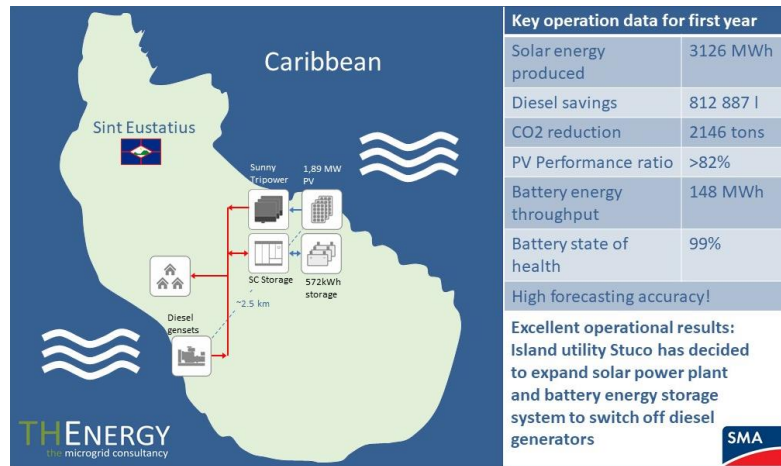 Caribbean
Sint Eustatius
Sunny
Tripower
1,89 MW
PV
SC Storage
572kWh
storage
~2.5 km
Diesel
gensets
THENERGY
the microgrid consultancy
Key operation data for first year
Solar energy
produced
3126 MWh
Diesel savings
812 887 l
CO2 reduction
2146 tons
PV Performance ratio
>82%
Battery energy
throughput
148 MWh
Battery state of
health
99%
High forecasting accuracy!
Excellent operational results:
Island utility Stuco has decided
to expand solar power plant
and battery energy storage
system to switch off diesel
generators
SMA